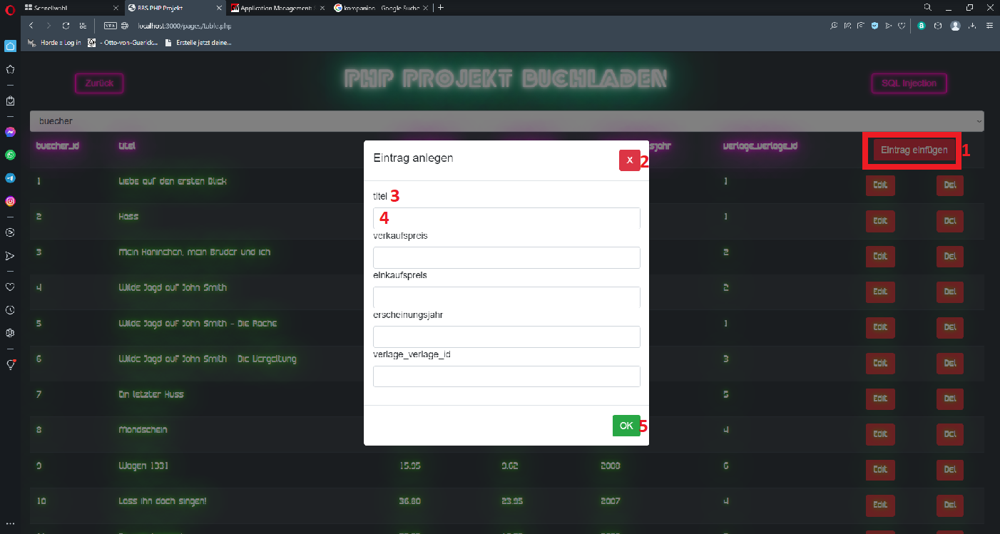 Schnellwahl
BBS PHP Projekt
Application Management: S
kompanion - Google Suche
VPN
localhost:3000/pages/table.php
Horde :: Log in
- Otto-von-Guerick...
Erstelle jetzt deine...
Zurück
PHP PROJEKT BUCHLADEN
SQL Injection
buecher
buecher_id titel sjahr verlage_verlage_id Eintrag einfügen 1
1 Liebe auf den ersten Blick 1 Edit Del
2 Hass 1 Edit Del
3 Mein Kaninchen, mein Bruder und ich 2 Edit Del
4 Wilde Jagd auf John Smith 2 Edit Del
5 Wilde Jagd auf John Smith - Die Rache 1 Edit Del
6 Wilde Jagd auf John Smith - Die Vergeltung 3 Edit Del
7 Ein letzter Kuss 5 Edit Del
8 Mondschein 4 Edit Del
9 Wagen 1331 15.95 9.62 2008 6 Edit Del
10 Lass ihn doch singen! 36.80 23.95 2007 4 Edit Del
Eintrag anlegen
X 2
titel 3
4
verkaufspreis
einkaufspreis
erscheinungsjahr
verlage_verlage_id
OK 5